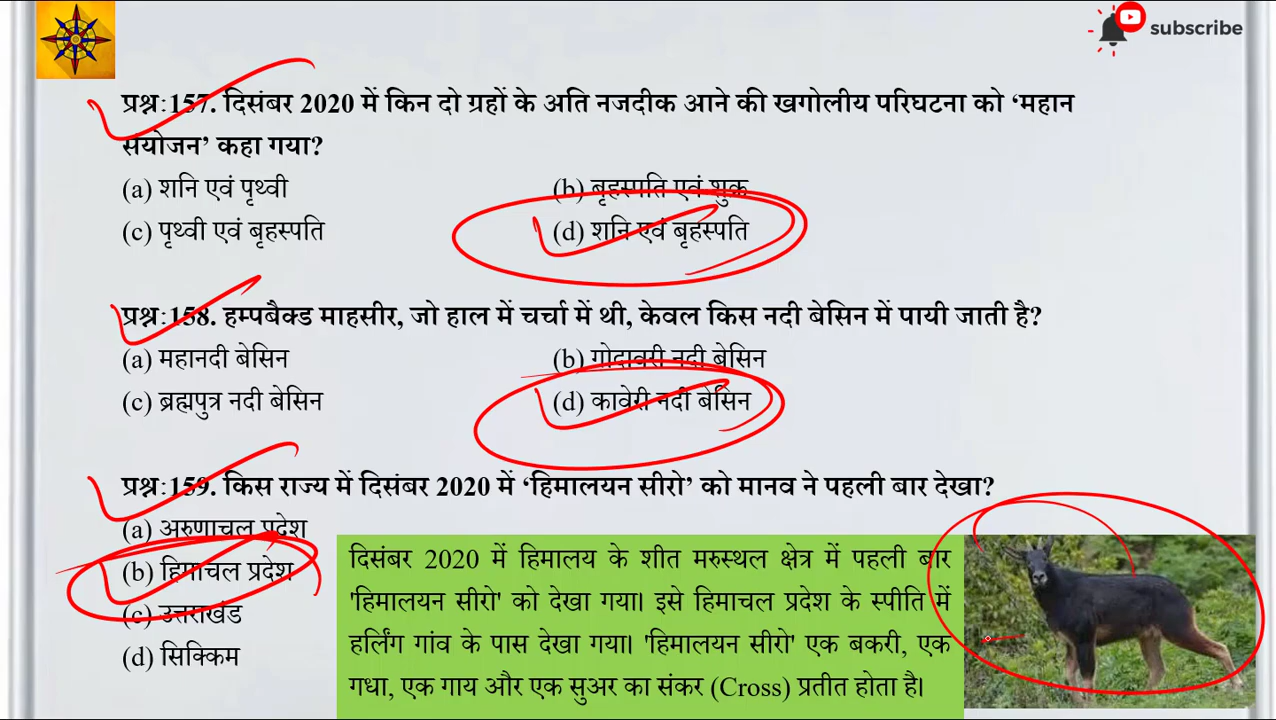 subscribe
प्रश्न:157. दिसंबर 2020 में किन दो ग्रहों के अति नजदीक आने की खगोलीय परिघटना को ‘महान
संयोजन’ कहा गया?
(a) शनि एवं पृथ्वी (b) बृहस्पति एवं शुक्र
(c) पृथ्वी एवं बृहस्पति (d) शनि एवं बृहस्पति
प्रश्न:158. हम्पबैक्ड माहसीर, जो हाल में चर्चा में थी, केवल किस नदी बेसिन में पायी जाती है?
(a) महानदी बेसिन (b) गोदावरी नदी बेसिन
(c) ब्रह्मपुत्र नदी बेसिन (d) कावेरी नदी बेसिन
प्रश्न:159. किस राज्य में दिसंबर 2020 में ‘हिमालयन सीरो’ को मानव ने पहली बार देखा?
(a) अरुणाचल प्रदेश
(b) हिमाचल प्रदेश
(c) उत्तराखंड
(d) सिक्किम
दिसंबर 2020 में हिमालय के शीत मरुस्थल क्षेत्र में पहली बार
'हिमालयन सीरो' को देखा गया। इसे हिमाचल प्रदेश के स्पीति में
हर्लिंग गांव के पास देखा गया। 'हिमालयन सीरो' एक बकरी, एक
गधा, एक गाय और एक सुअर का संकर (Cross) प्रतीत होता है।